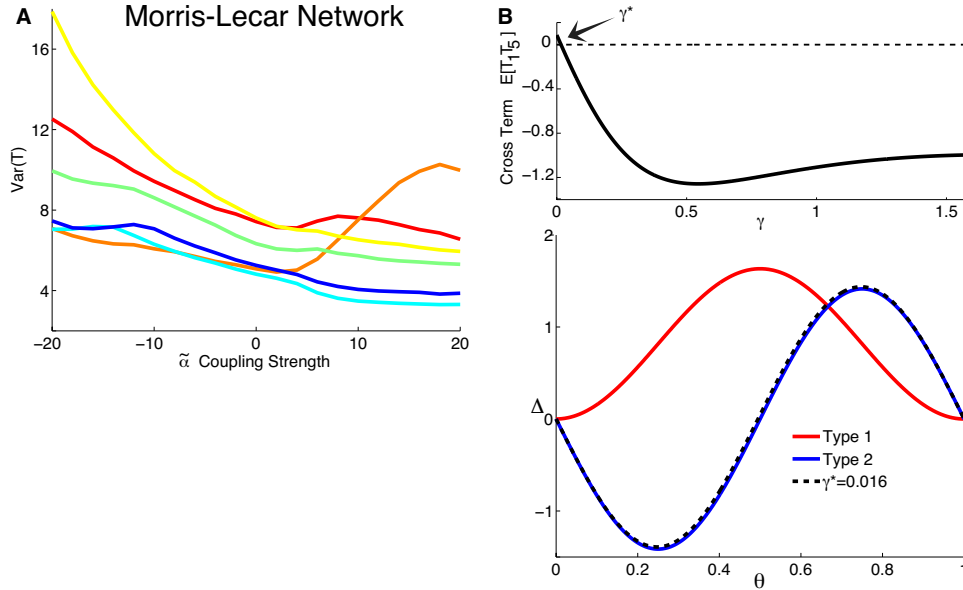 A
Morris-Lecar Network
16
12
8
4
Var(T)
−20
−10
0
10
20
α̃ Coupling Strength
B
γ*
0
−0.4
−0.8
−1.2
Cross Term E[T₁T₅]
0
0.5
1
1.5
γ
2
1
0
−1
Δ
Type 1
Type 2
γ*=0.016
0
0.2
0.4
0.6
0.8
1
θ